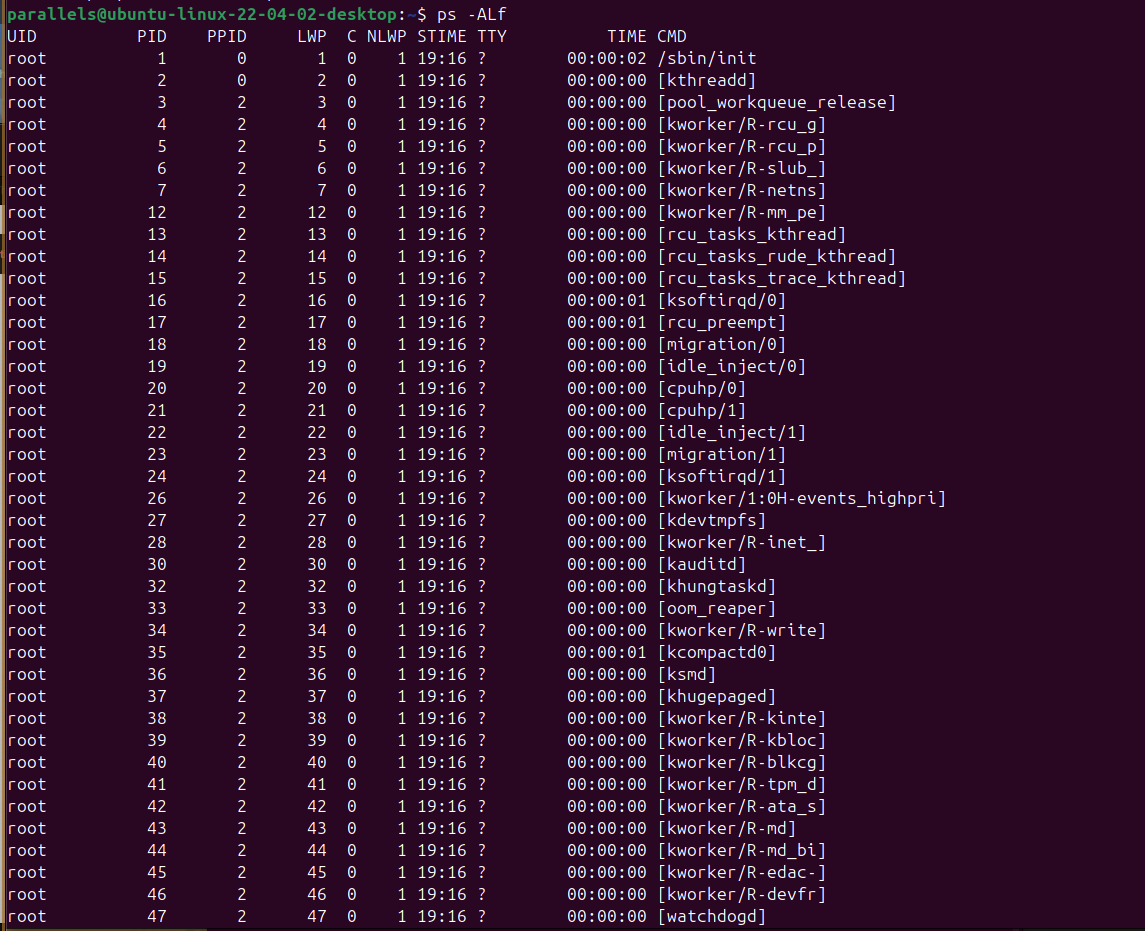 parallels@ubuntu-linux-22-04-02-desktop:~$ ps -ALf
UID          PID    PPID     LWP  C NLWP STIME TTY          TIME CMD
root           1       0       1  0    1 19:16 ?        00:00:02 /sbin/init
root           2       0       2  0    1 19:16 ?        00:00:00 [kthreadd]
root           3       2       3  0    1 19:16 ?        00:00:00 [pool_workqueue_release]
root           4       2       4  0    1 19:16 ?        00:00:00 [kworker/R-rcu_g]
root           5       2       5  0    1 19:16 ?        00:00:00 [kworker/R-rcu_p]
root           6       2       6  0    1 19:16 ?        00:00:00 [kworker/R-slub_]
root           7       2       7  0    1 19:16 ?        00:00:00 [kworker/R-netns]
root          12       2      12  0    1 19:16 ?        00:00:00 [kworker/R-mm_pe]
root          13       2      13  0    1 19:16 ?        00:00:00 [rcu_tasks_kthread]
root          14       2      14  0    1 19:16 ?        00:00:00 [rcu_tasks_rude_kthread]
root          15       2      15  0    1 19:16 ?        00:00:00 [rcu_tasks_trace_kthread]
root          16       2      16  0    1 19:16 ?        00:00:01 [ksoftirqd/0]
root          17       2      17  0    1 19:16 ?        00:00:01 [rcu_preempt]
root          18       2      18  0    1 19:16 ?        00:00:00 [migration/0]
root          19       2      19  0    1 19:16 ?        00:00:00 [idle_inject/0]
root          20       2      20  0    1 19:16 ?        00:00:00 [cpuhp/0]
root          21       2      21  0    1 19:16 ?        00:00:00 [cpuhp/1]
root          22       2      22  0    1 19:16 ?        00:00:00 [idle_inject/1]
root          23       2      23  0    1 19:16 ?        00:00:00 [migration/1]
root          24       2      24  0    1 19:16 ?        00:00:00 [ksoftirqd/1]
root          26       2      26  0    1 19:16 ?        00:00:00 [kworker/1:0H-events_highpri]
root          27       2      27  0    1 19:16 ?        00:00:00 [kdevtmpfs]
root          28       2      28  0    1 19:16 ?        00:00:00 [kworker/R-inet_]
root          30       2      30  0    1 19:16 ?        00:00:00 [kauditd]
root          32       2      32  0    1 19:16 ?        00:00:00 [khungtaskd]
root          33       2      33  0    1 19:16 ?        00:00:00 [oom_reaper]
root          34       2      34  0    1 19:16 ?        00:00:00 [kworker/R-write]
root          35       2      35  0    1 19:16 ?        00:00:01 [kcompactd0]
root          36       2      36  0    1 19:16 ?        00:00:00 [ksmd]
root          37       2      37  0    1 19:16 ?        00:00:00 [khugepaged]
root          38       2      38  0    1 19:16 ?        00:00:00 [kworker/R-kinte]
root          39       2      39  0    1 19:16 ?        00:00:00 [kworker/R-kbloc]
root          40       2      40  0    1 19:16 ?        00:00:00 [kworker/R-blkcg]
root          41       2      41  0    1 19:16 ?        00:00:00 [kworker/R-tpm_d]
root          42       2      42  0    1 19:16 ?        00:00:00 [kworker/R-ata_s]
root          43       2      43  0    1 19:16 ?        00:00:00 [kworker/R-md]
root          44       2      44  0    1 19:16 ?        00:00:00 [kworker/R-md_bi]
root          45       2      45  0    1 19:16 ?        00:00:00 [kworker/R-edac-]
root          46       2      46  0    1 19:16 ?        00:00:00 [kworker/R-devfr]
root          47       2      47  0    1 19:16 ?        00:00:00 [watchdogd]